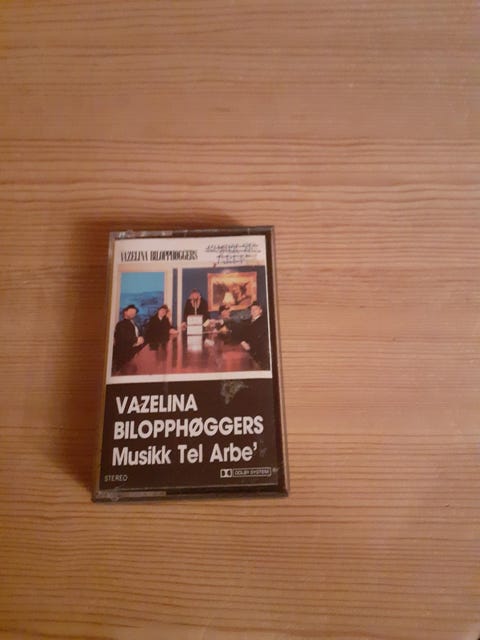 VAZELINA BILOPPHØGGERS
VAZELINA
BILOPPHØGGERS
Musikk Tel Arbe'
STEREO
DOLBY SYSTEM